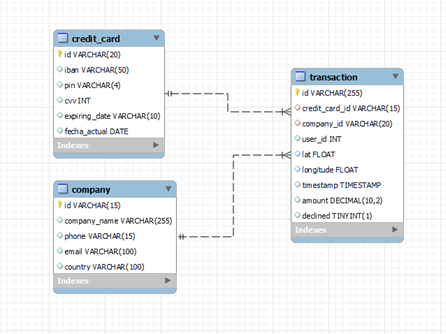 credit_card
id VARCHAR(20)
iban VARCHAR(50)
pin VARCHAR(4)
cvv INT
expiring_date VARCHAR(10)
fecha_actual DATE
Indexes
company
id VARCHAR(15)
company_name VARCHAR(255)
phone VARCHAR(15)
email VARCHAR(100)
country VARCHAR(100)
Indexes
transaction
id VARCHAR(255)
credit_card_id VARCHAR(15)
company_id VARCHAR(20)
user_id INT
lat FLOAT
longitude FLOAT
timestamp TIMESTAMP
amount DECIMAL(10,2)
declined TINYINT(1)
Indexes